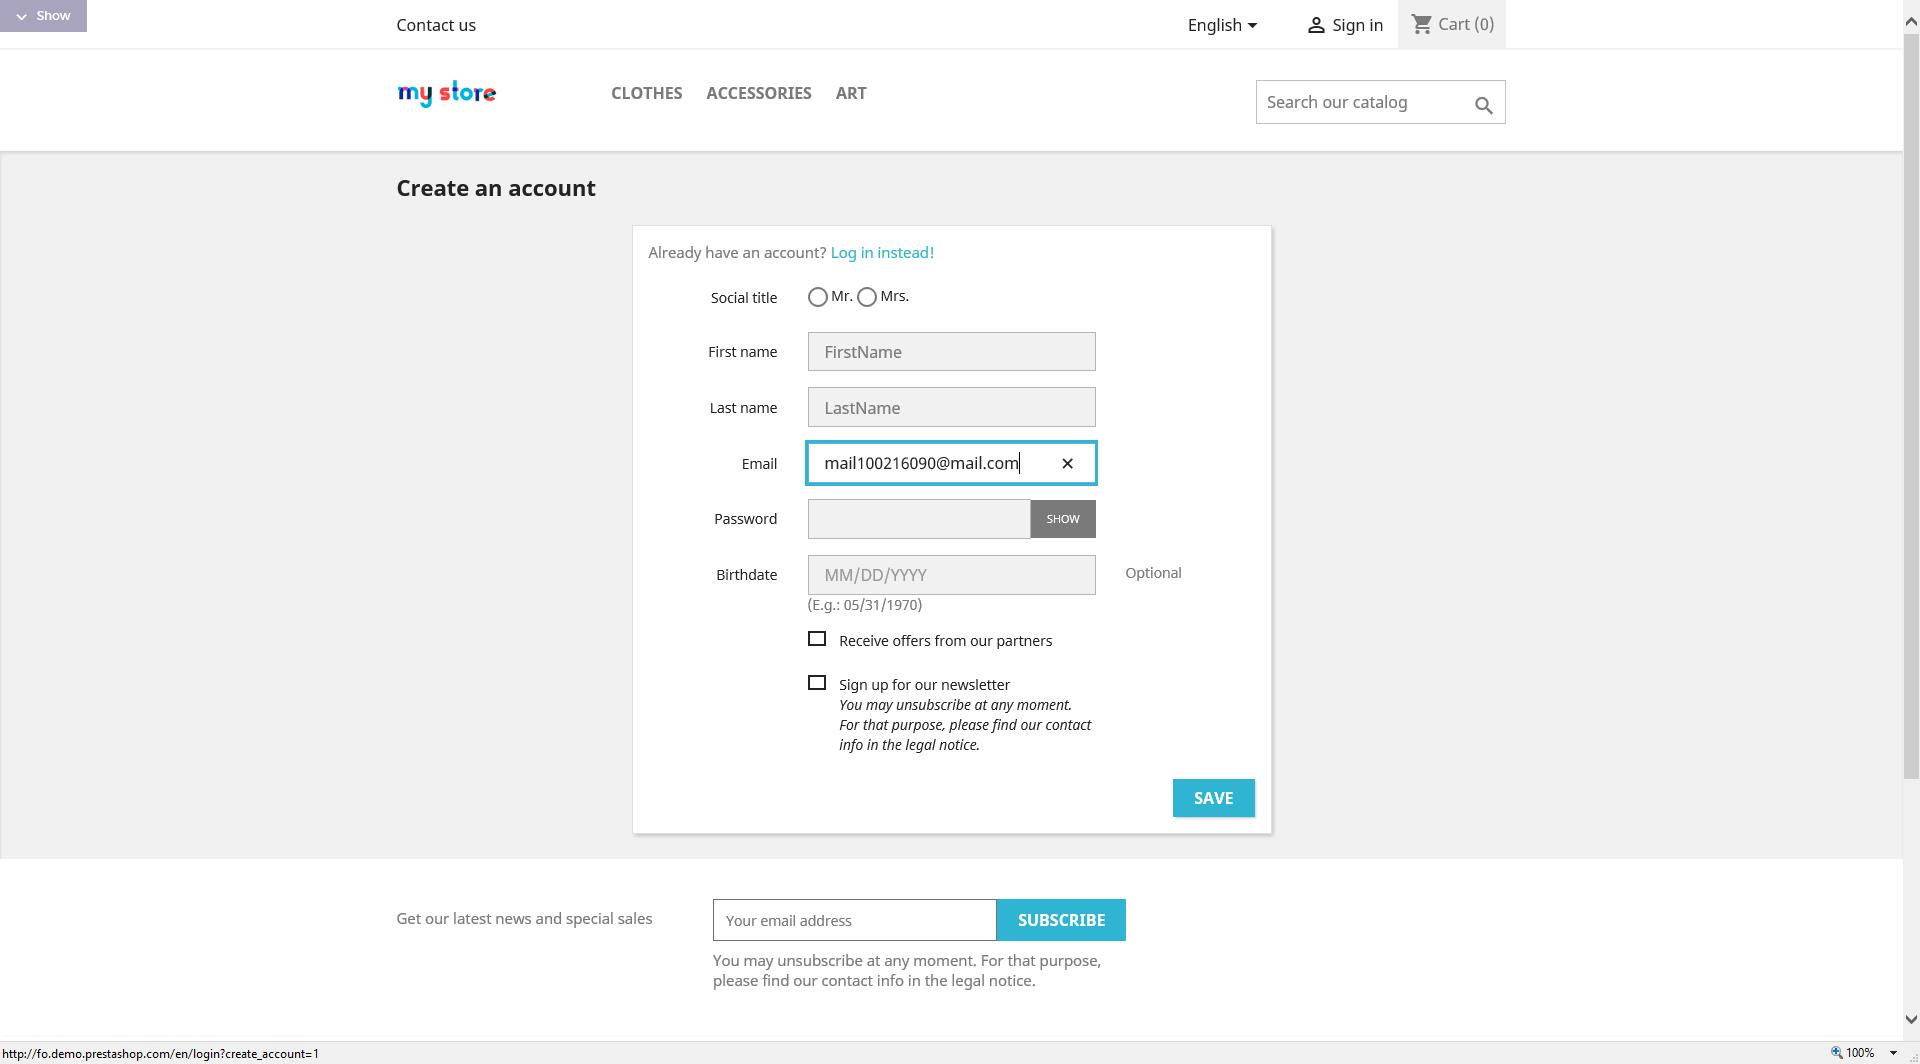 Show
Contact us
English
Sign in
Cart (0)
my store
CLOTHES
ACCESSORIES
ART
Search our catalog
Create an account
Already have an account? Log in instead!
Social title
Mr.
Mrs.
First name
FirstName
Last name
LastName
Email
mail100216090@mail.com
Password
SHOW
Birthdate
MM/DD/YYYY
Optional
(E.g.: 05/31/1970)
Receive offers from our partners
Sign up for our newsletter
You may unsubscribe at any moment.
For that purpose, please find our contact
info in the legal notice.
SAVE
Get our latest news and special sales
Your email address
SUBSCRIBE
You may unsubscribe at any moment. For that purpose,
please find our contact info in the legal notice.
http://fo.demo.prestashop.com/en/login?create_account=1
100%